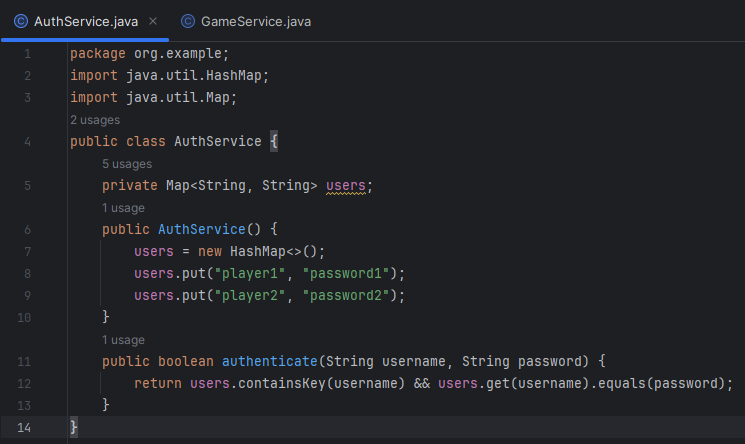 AuthService.java × GameService.java
1 package org.example;
2 import java.util.HashMap;
3 import java.util.Map;
2 usages
4 public class AuthService {
5 usages
5 private Map<String, String> users;
1 usage
6 public AuthService() {
7 users = new HashMap<>();
8 users.put("player1", "password1");
9 users.put("player2", "password2");
10 }
1 usage
11 public boolean authenticate(String username, String password) {
12 return users.containsKey(username) && users.get(username).equals(password);
13 }
14 }